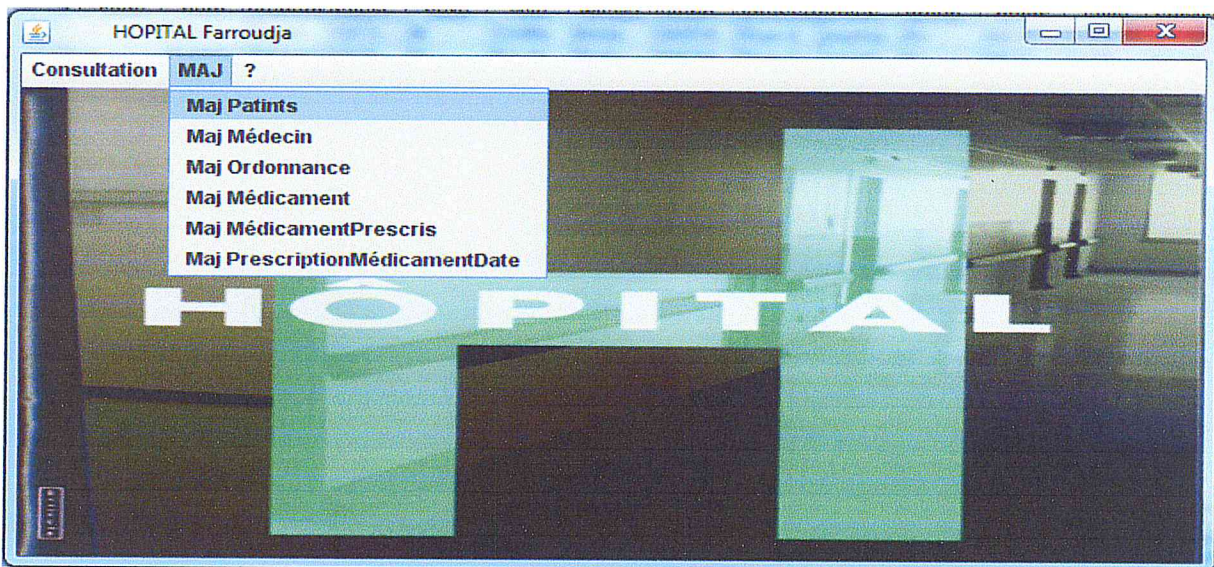 HOPITAL Farroudja
Consultation MAJ ?
Maj Patints
Maj Médecin
Maj Ordonnance
Maj Médicament
Maj MédicamentPrescris
Maj PrescriptionMédicamentDate
HÔPITAL